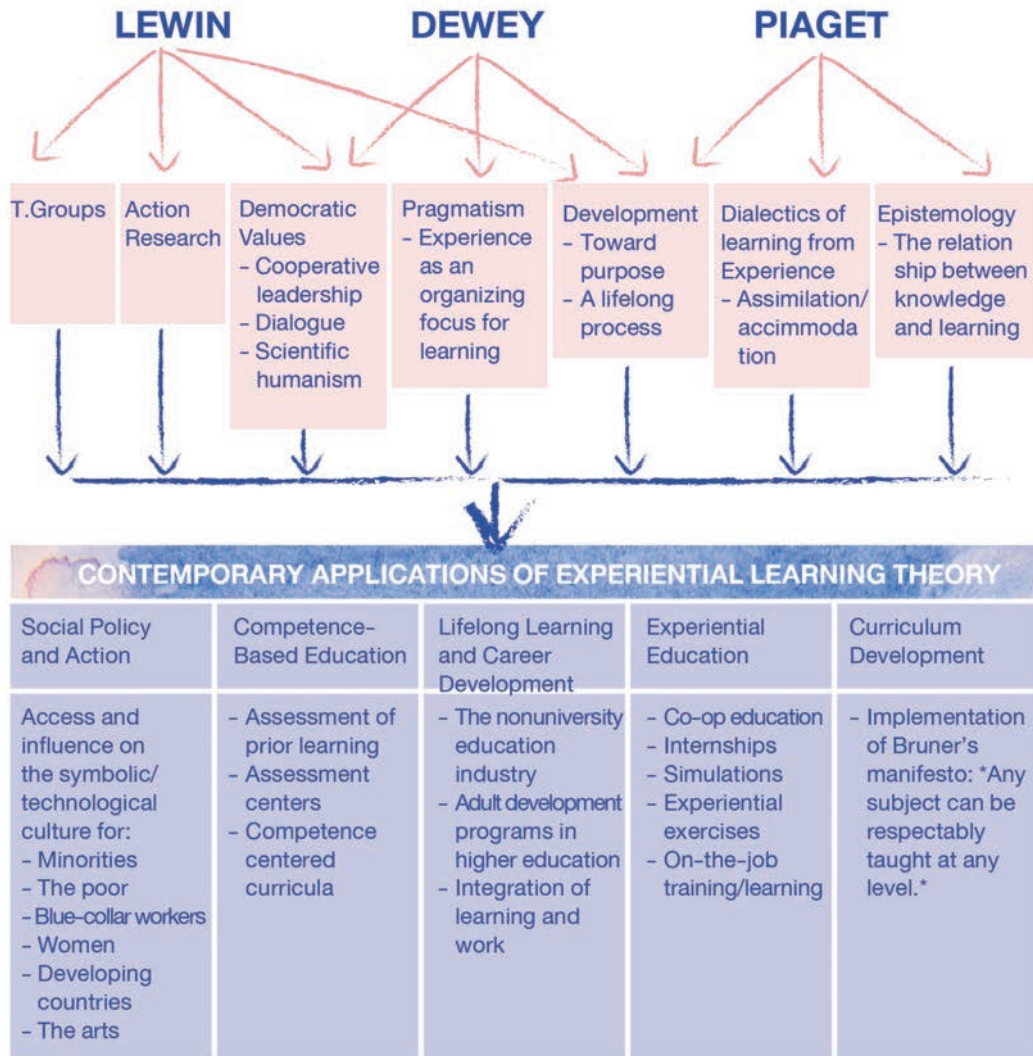 LEWIN
DEWEY
PIAGET
T.Groups
Action
Research
Democratic
Values
- Cooperative
leadership
- Dialogue
- Scientific
humanism
Pragmatism
- Experience
as an
organizing
focus for
learning
Development
- Toward
purpose
- A lifelong
process
Dialectics of
learning from
Experience
- Assimilation/
accimmoda
tion
Epistemology
- The relation
ship between
knowledge
and learning
CONTEMPORARY APPLICATIONS OF EXPERIENTIAL LEARNING THEORY
Social Policy
and Action
Competence-
Based Education
Lifelong Learning
and Career
Development
Experiential
Education
Curriculum
Development
Access and
influence on
the symbolic/
technological
culture for:
- Minorities
- The poor
- Blue-collar workers
- Women
- Developing
countries
- The arts
- Assessment of
prior learning
- Assessment
centers
- Competence
centered
curricula
- The nonuniversity
education
industry
- Adult development
programs in
higher education
- Integration of
learning and
work
- Co-op education
- Internships
- Simulations
- Experiential
exercises
- On-the-job
training/learning
- Implementation
of Bruner's
manifesto: *Any
subject can be
respectably
taught at any
level.*